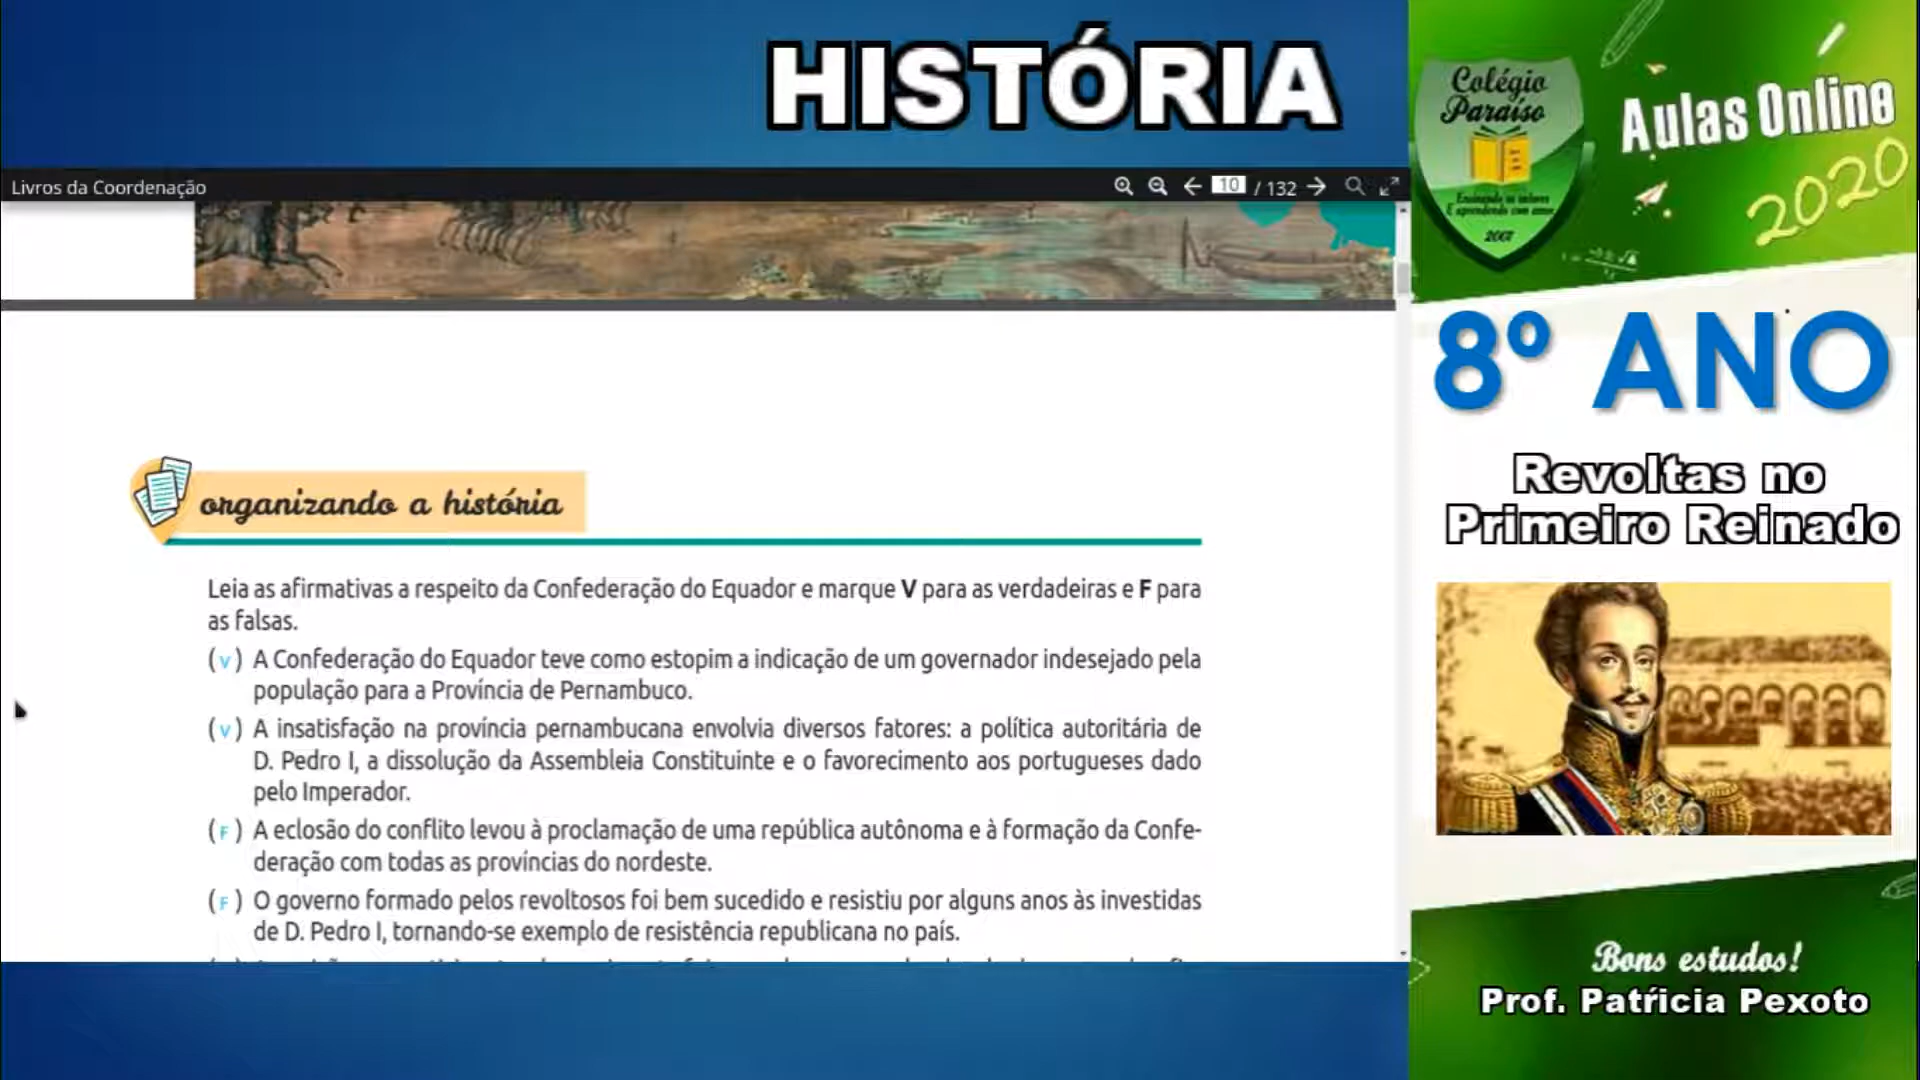 HISTÓRIA
Livros da Coordenação
10 / 132
organizando a história
Leia as afirmativas a respeito da Confederação do Equador e marque V para as verdadeiras e F para
as falsas.
( V ) A Confederação do Equador teve como estopim a indicação de um governador indesejado pela
população para a Província de Pernambuco.
( V ) A insatisfação na província pernambucana envolvia diversos fatores: a política autoritária de
D. Pedro I, a dissolução da Assembleia Constituinte e o favorecimento aos portugueses dado
pelo Imperador.
( F ) A eclosão do conflito levou à proclamação de uma república autônoma e à formação da Confe-
deração com todas as províncias do nordeste.
( F ) O governo formado pelos revoltosos foi bem sucedido e resistiu por alguns anos às investidas
de D. Pedro I, tornando-se exemplo de resistência republicana no país.
Colégio
Paraíso
2007
Aulas Online
2020
8º ANO
Revoltas no
Primeiro Reinado
Bons estudos!
Prof. Patŕicia Pexoto